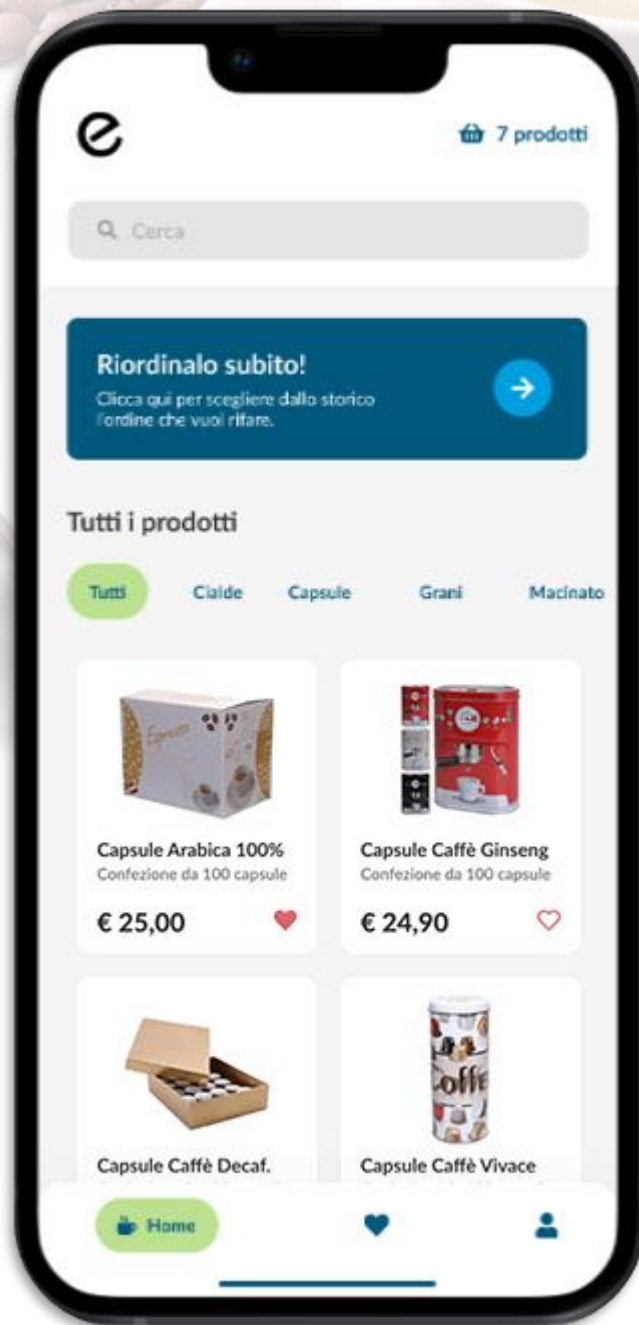 e
7 prodotti
Cerca
Riordinalo subito!
Clicca qui per scegliere dallo storico
l'ordine che vuoi rifare.
Tutti i prodotti
Tutti Cialde Capsule Grani Macinato
Espresso
Capsule Arabica 100% Capsule Caffè Ginseng
Confezione da 100 capsule Confezione da 100 capsule
€ 25,00 € 24,90
Coffe
Capsule Caffè Decaf. Capsule Caffè Vivace
Home